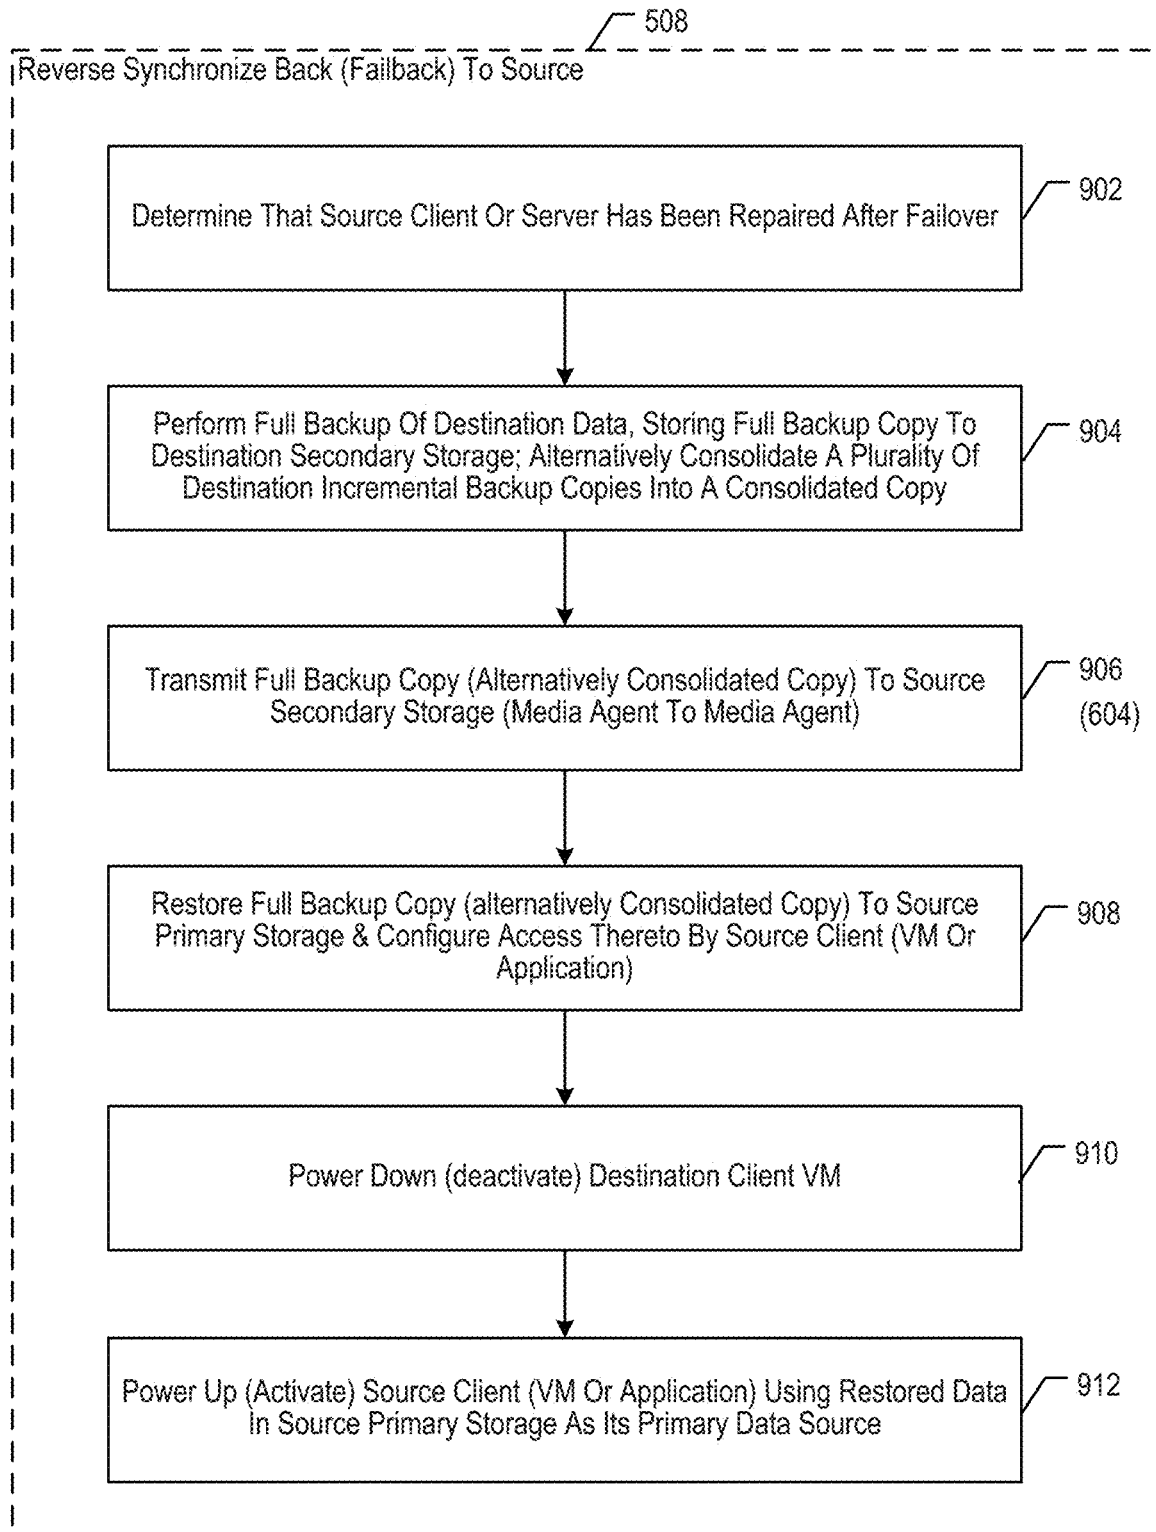 508
Reverse Synchronize Back (Failback) To Source
Determine That Source Client Or Server Has Been Repaired After Failover
902
Perform Full Backup Of Destination Data, Storing Full Backup Copy To
Destination Secondary Storage; Alternatively Consolidate A Plurality Of
Destination Incremental Backup Copies Into A Consolidated Copy
904
Transmit Full Backup Copy (Alternatively Consolidated Copy) To Source
Secondary Storage (Media Agent To Media Agent)
906
(604)
Restore Full Backup Copy (alternatively Consolidated Copy) To Source
Primary Storage & Configure Access Thereto By Source Client (VM Or
Application)
908
Power Down (deactivate) Destination Client VM
910
Power Up (Activate) Source Client (VM Or Application) Using Restored Data
In Source Primary Storage As Its Primary Data Source
912